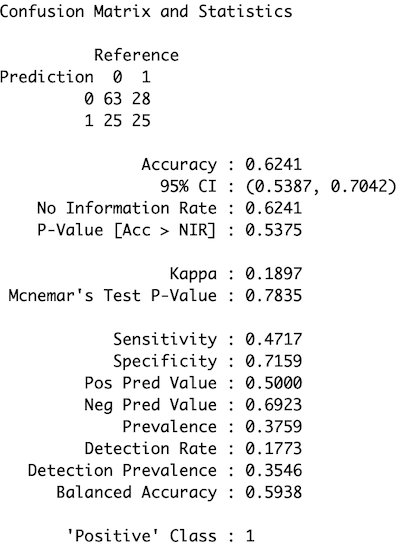 Confusion Matrix and Statistics
Reference
Prediction 0 1
0 63 28
1 25 25
Accuracy : 0.6241
95% CI : (0.5387, 0.7042)
No Information Rate : 0.6241
P-Value [Acc > NIR] : 0.5375
Kappa : 0.1897
Mcnemar's Test P-Value : 0.7835
Sensitivity : 0.4717
Specificity : 0.7159
Pos Pred Value : 0.5000
Neg Pred Value : 0.6923
Prevalence : 0.3759
Detection Rate : 0.1773
Detection Prevalence : 0.3546
Balanced Accuracy : 0.5938
'Positive' Class : 1